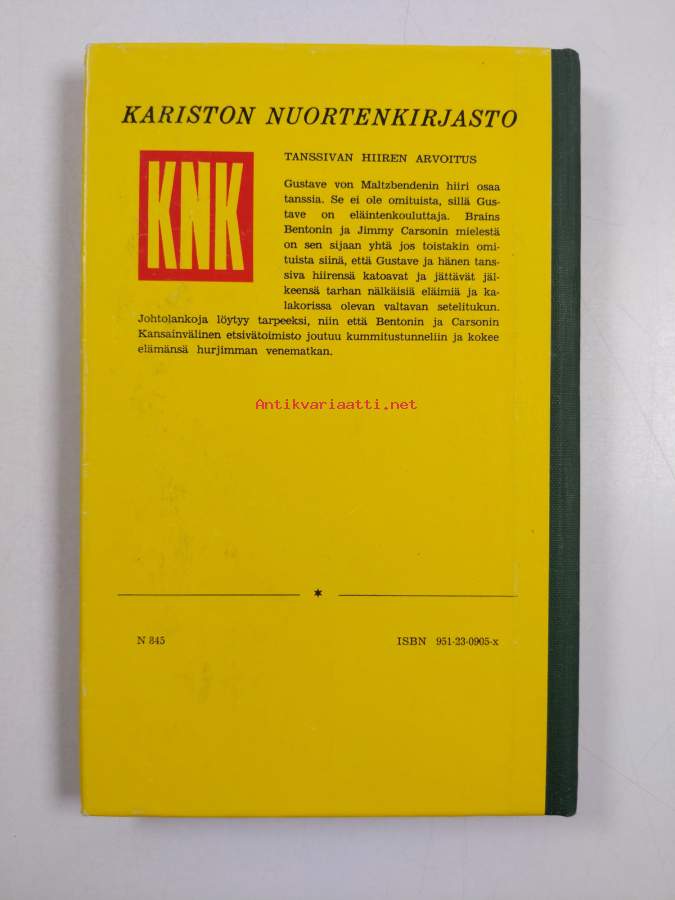 KARISTON NUORTENKIRJASTO
KNK
TANSSIVAN HIIREN ARVOITUS
Gustave von Maltzbendenin hiiri osaa
tanssia. Se ei ole omituista, sillä Gus-
tave on eläintenkouluttaja. Brains
Bentonin ja Jimmy Carsonin mielestä
on sen sijaan yhtä jos toistakin omi-
tuista siinä, että Gustave ja hänen tans-
siva hiirensä katoavat ja jättävät jäl-
keensä tarhan nälkäisiä eläimiä ja ka-
lakorissa olevan valtavan setelitukun.
Johtolankoja löytyy tarpeeksi, niin että Bentonin ja Carsonin
Kansainvälinen etsivätoimisto joutuu kummitustunneliin ja kokee
elämänsä hurjimman venematkan.
Antikvariaatti.net
N 845
ISBN 951-23-0905-x